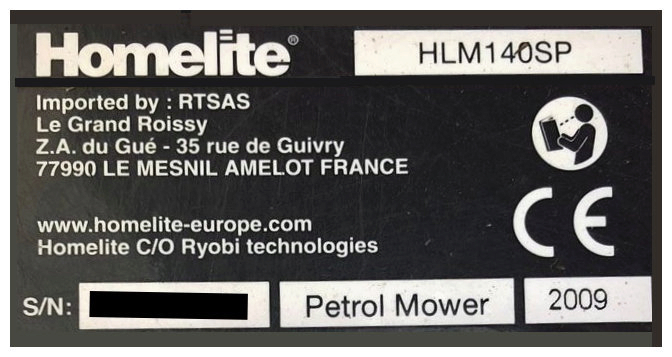 Homelite® HLM140SP
Imported by : RTSAS
Le Grand Roissy
Z.A. du Gué - 35 rue de Guivry
77990 LE MESNIL AMELOT FRANCE
www.homelite-europe.com
Homelite C/O Ryobi technologies
CE
S/N: Petrol Mower 2009